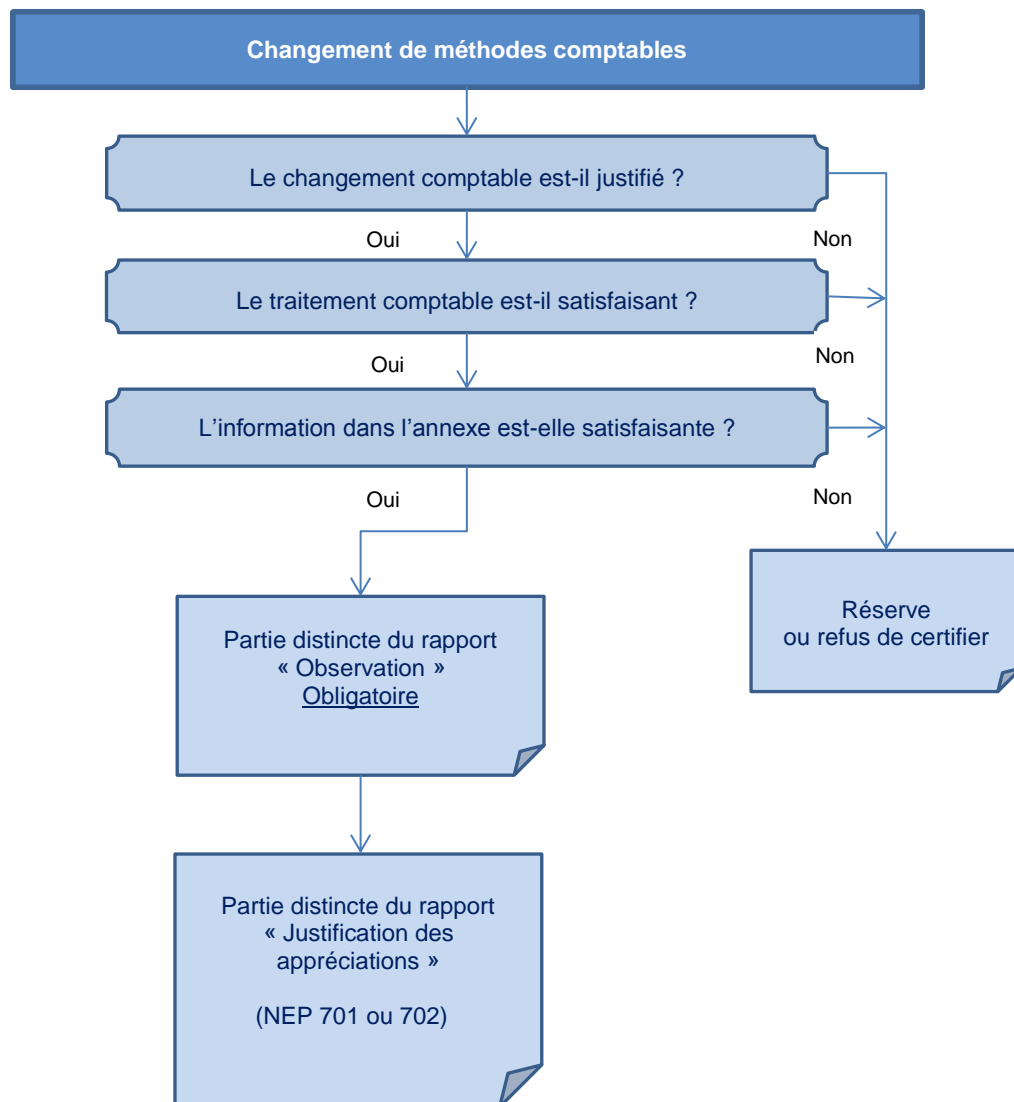 Changement de méthodes comptables
Le changement comptable est-il justifié ?
Oui
Non
Le traitement comptable est-il satisfaisant ?
Oui
Non
L’information dans l’annexe est-elle satisfaisante ?
Oui
Non
Partie distincte du rapport
« Observation »
Obligatoire
Réserve
ou refus de certifier
Partie distincte du rapport
« Justification des
appréciations »
(NEP 701 ou 702)